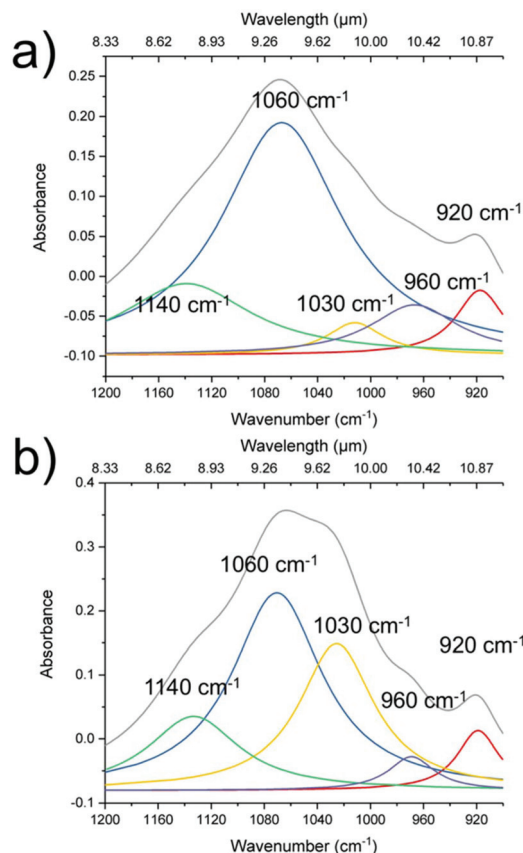 Wavelength (µm)
8.33 8.62 8.93 9.26 9.62 10.00 10.42 10.87
a)
0.25
0.20
0.15
0.10
0.05
0.00
-0.05
-0.10
Absorbance
1060 cm⁻¹
920 cm⁻¹
960 cm⁻¹
1140 cm⁻¹
1030 cm⁻¹
1200 1160 1120 1080 1040 1000 960 920
Wavenumber (cm⁻¹)
Wavelength (µm)
b)
8.33 8.62 8.93 9.26 9.62 10.00 10.42 10.87
0.4
0.3
0.2
0.1
-0.0
-0.1
Absorbance
1060 cm⁻¹
1030 cm⁻¹
920 cm⁻¹
1140 cm⁻¹
960 cm⁻¹
1200 1160 1120 1080 1040 1000 960 920
Wavenumber (cm⁻¹)